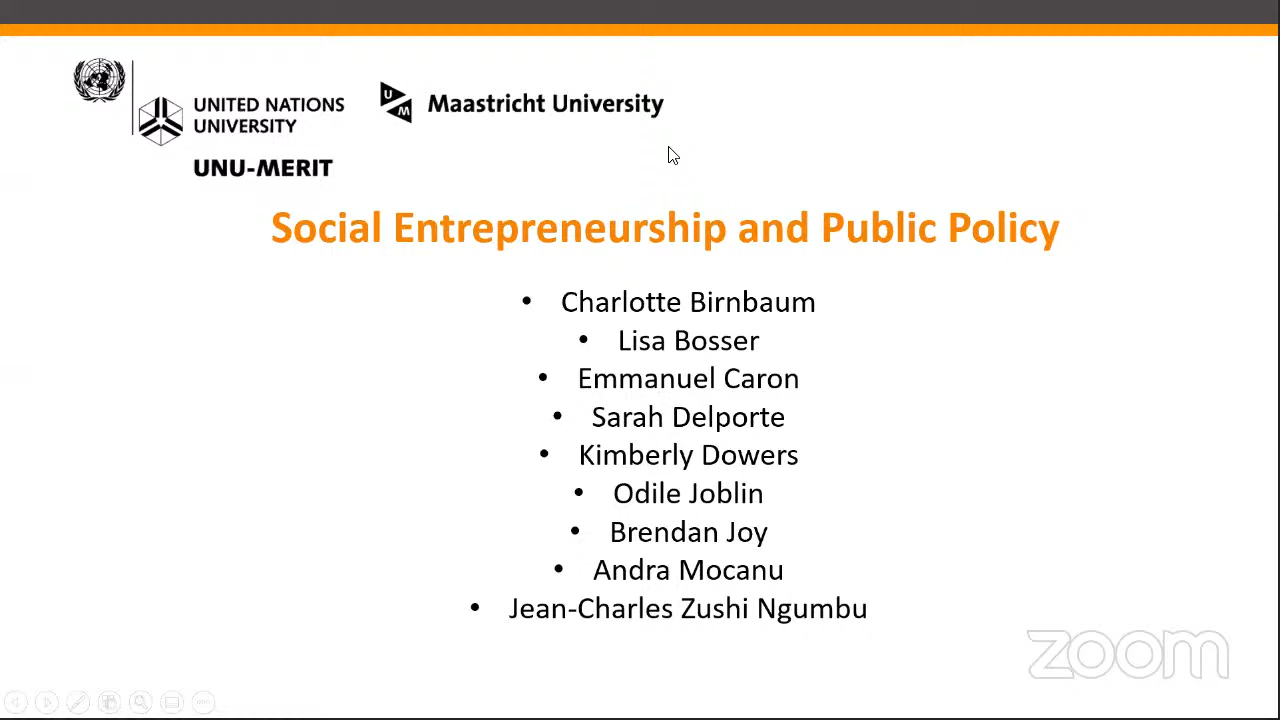 UNITED NATIONS
UNIVERSITY
UNU-MERIT
U
M
Maastricht University
Social Entrepreneurship and Public Policy
• Charlotte Birnbaum
• Lisa Bosser
• Emmanuel Caron
• Sarah Delporte
• Kimberly Dowers
• Odile Joblin
• Brendan Joy
• Andra Mocanu
• Jean-Charles Zushi Ngumbu
zoom